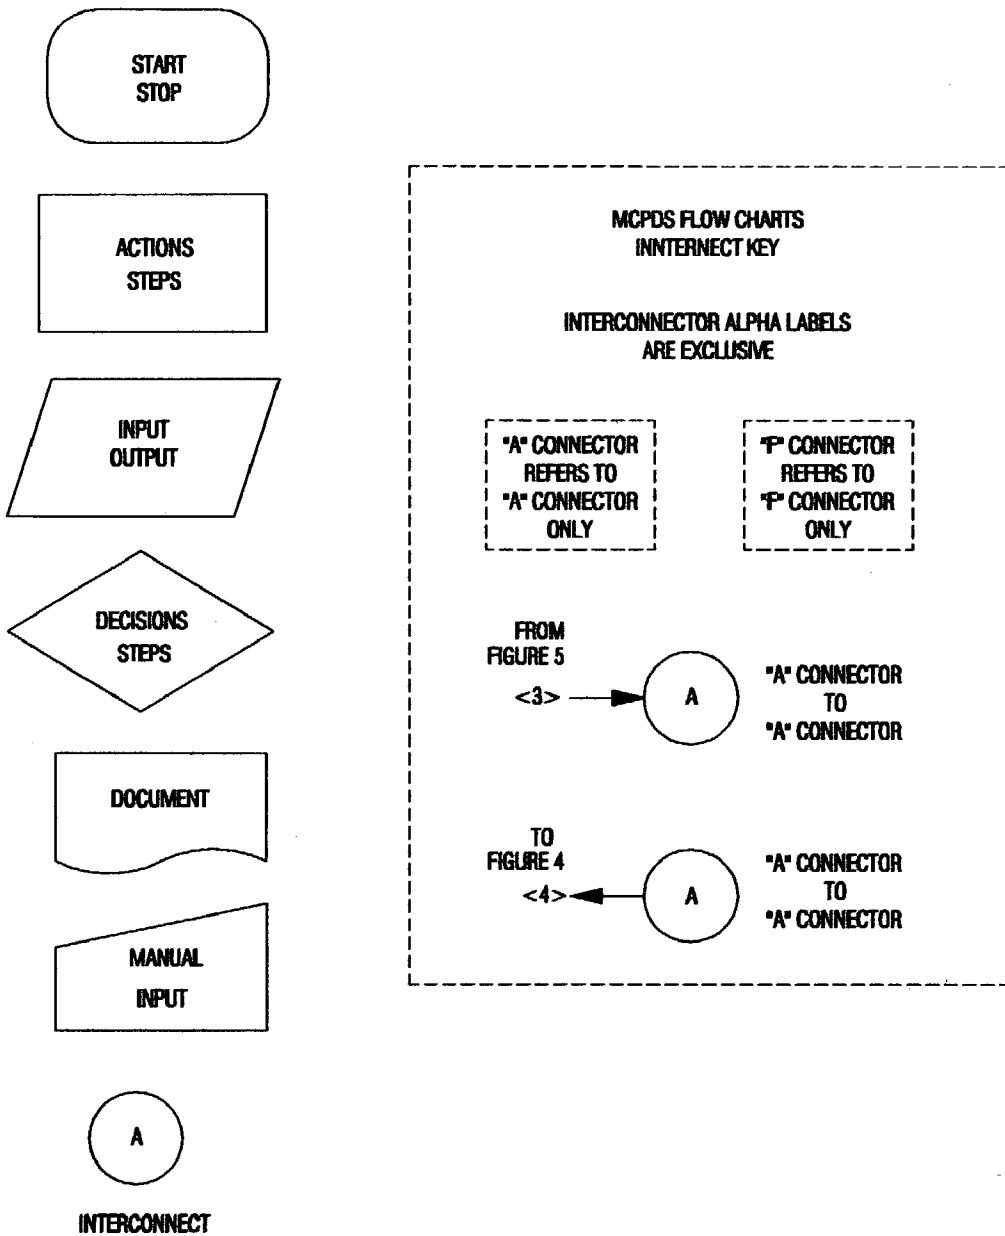 START
STOP
ACTIONS
STEPS
INPUT
OUTPUT
DECISIONS
STEPS
DOCUMENT
MANUAL
INPUT
A
INTERCONNECT
MCPDS FLOW CHARTS
INNTERNECT KEY
INTERCONNECTOR ALPHA LABELS
ARE EXCLUSIVE
"A" CONNECTOR
REFERS TO
"A" CONNECTOR
ONLY
"F" CONNECTOR
REFERS TO
"F" CONNECTOR
ONLY
FROM
FIGURE 5
<3>
A
"A" CONNECTOR
TO
"A" CONNECTOR
TO
FIGURE 4
<4>
A
"A" CONNECTOR
TO
"A" CONNECTOR